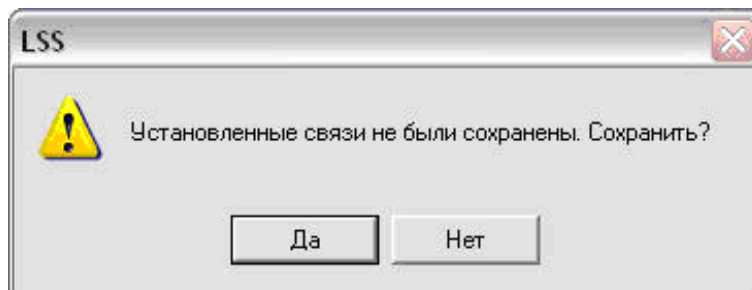 LSS
Установленные связи не были сохранены. Сохранить?
Да
Нет